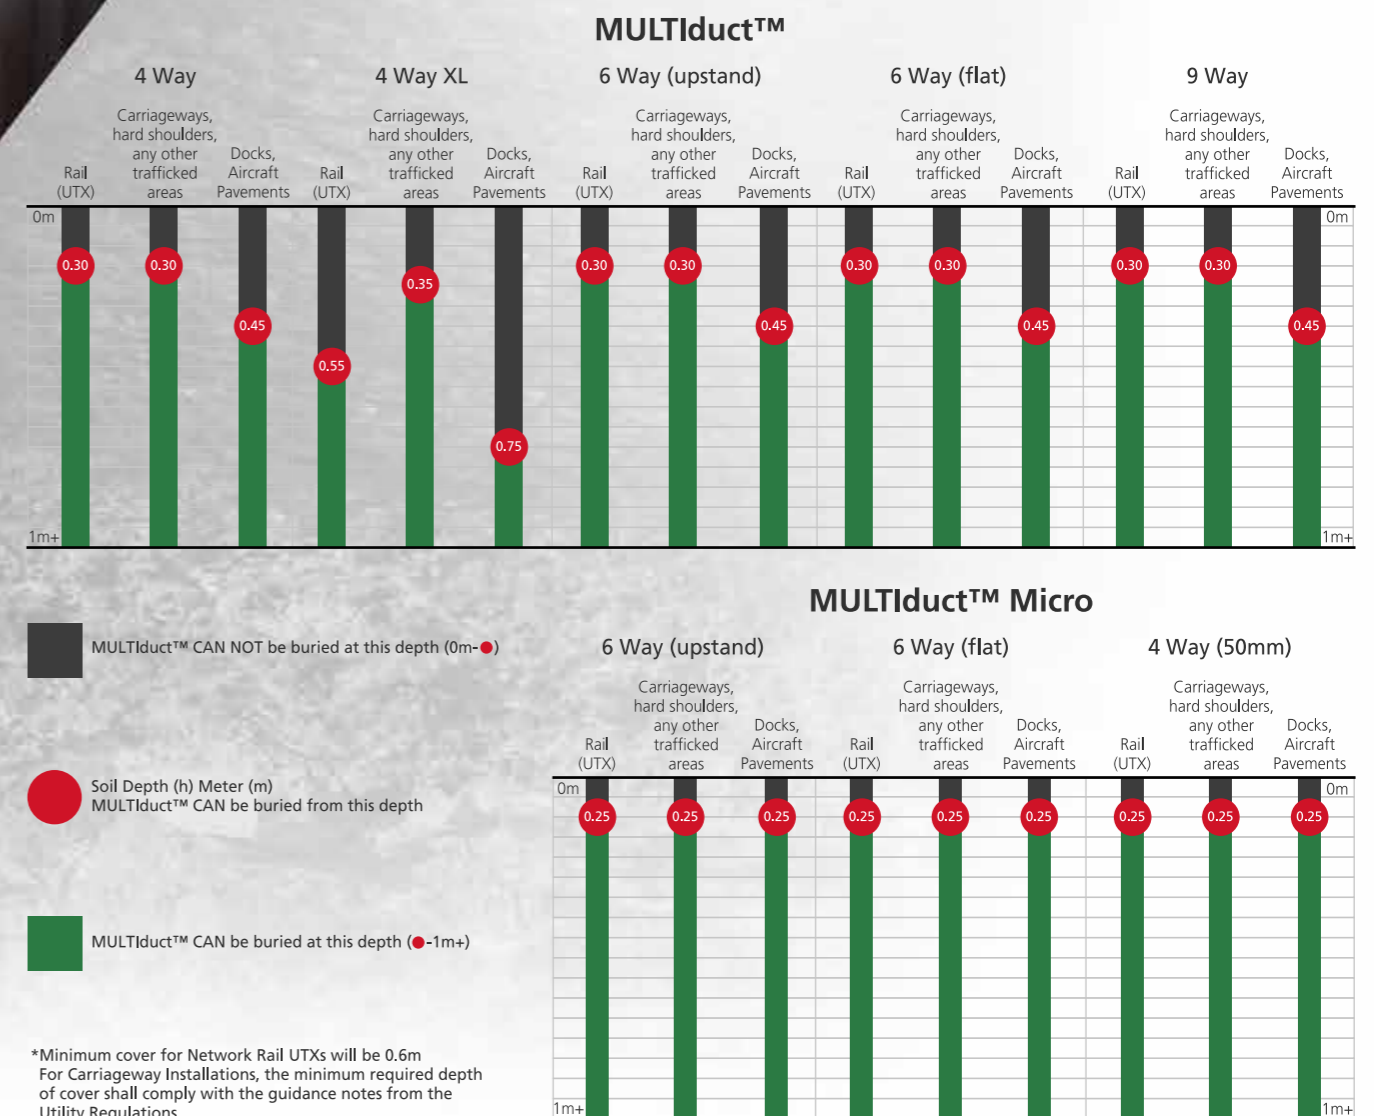 MULTIduct™
4 Way
4 Way XL
6 Way (upstand)
6 Way (flat)
9 Way
Rail
(UTX)
Carriageways,
hard shoulders,
any other
trafficked
areas
Docks,
Aircraft
Pavements
Rail
(UTX)
Carriageways,
hard shoulders,
any other
trafficked
areas
Docks,
Aircraft
Pavements
Rail
(UTX)
Carriageways,
hard shoulders,
any other
trafficked
areas
Docks,
Aircraft
Pavements
Rail
(UTX)
Carriageways,
hard shoulders,
any other
trafficked
areas
Docks,
Aircraft
Pavements
Rail
(UTX)
Carriageways,
hard shoulders,
any other
trafficked
areas
Docks,
Aircraft
Pavements
0m
0m
0.30
0.30
0.45
0.55
0.35
0.75
0.30
0.30
0.45
0.30
0.30
0.45
0.30
0.30
0.45
1m+
1m+
MULTIduct™ CAN NOT be buried at this depth (0m-●)
Soil Depth (h) Meter (m)
MULTIduct™ CAN be buried from this depth
MULTIduct™ CAN be buried at this depth (●-1m+)
*Minimum cover for Network Rail UTXs will be 0.6m
For Carriageway Installations, the minimum required depth
of cover shall comply with the guidance notes from the
Utility Regulations
MULTIduct™ Micro
6 Way (upstand)
6 Way (flat)
4 Way (50mm)
Rail
(UTX)
Carriageways,
hard shoulders,
any other
trafficked
areas
Docks,
Aircraft
Pavements
Rail
(UTX)
Carriageways,
hard shoulders,
any other
trafficked
areas
Docks,
Aircraft
Pavements
Rail
(UTX)
Carriageways,
hard shoulders,
any other
trafficked
areas
Docks,
Aircraft
Pavements
0m
0m
0.25
0.25
0.25
0.25
0.25
0.25
0.25
0.25
0.25
1m+
1m+